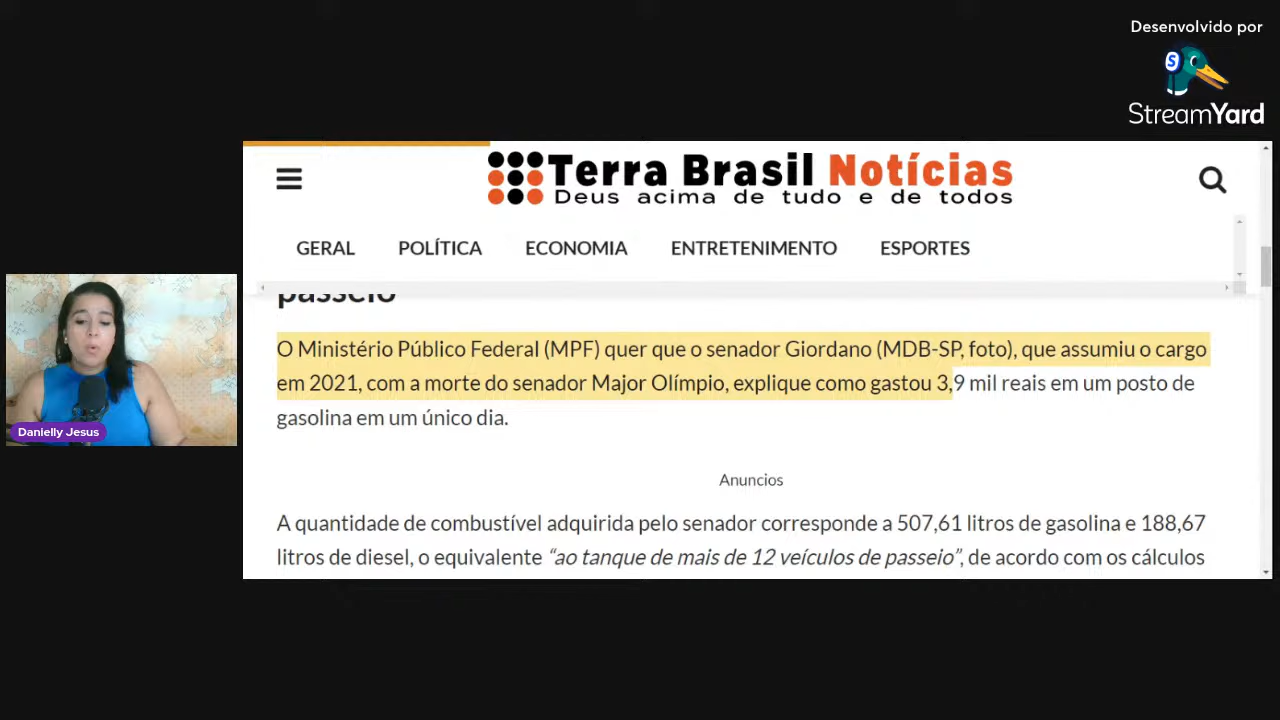 Desenvolvido por
S
StreamYard
Terra Brasil Notícias
Deus acima de tudo e de todos
GERAL POLÍTICA ECONOMIA ENTRETENIMENTO ESPORTES
passeio
O Ministério Público Federal (MPF) quer que o senador Giordano (MDB-SP, foto), que assumiu o cargo
em 2021, com a morte do senador Major Olímpio, explique como gastou 3,9 mil reais em um posto de
gasolina em um único dia.
Anuncios
A quantidade de combustível adquirida pelo senador corresponde a 507,61 litros de gasolina e 188,67
litros de diesel, o equivalente “ao tanque de mais de 12 veículos de passeio”, de acordo com os cálculos
Danielly Jesus